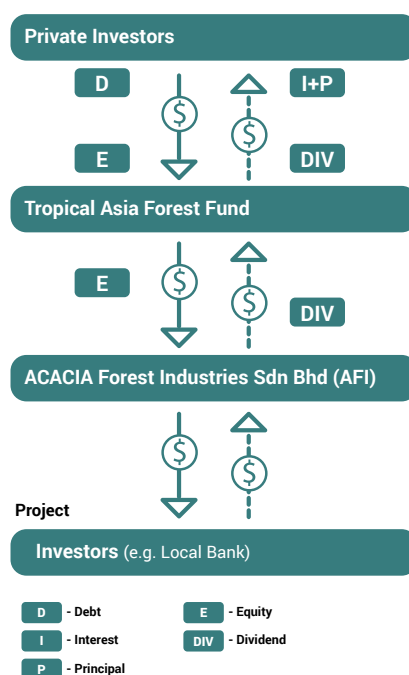 Private Investors
D
I+P
$
$
E
DIV
Tropical Asia Forest Fund
E
$
$
DIV
ACACIA Forest Industries Sdn Bhd (AFI)
$
$
Project
Investors (e.g. Local Bank)
D - Debt
E - Equity
I - Interest
DIV - Dividend
P - Principal